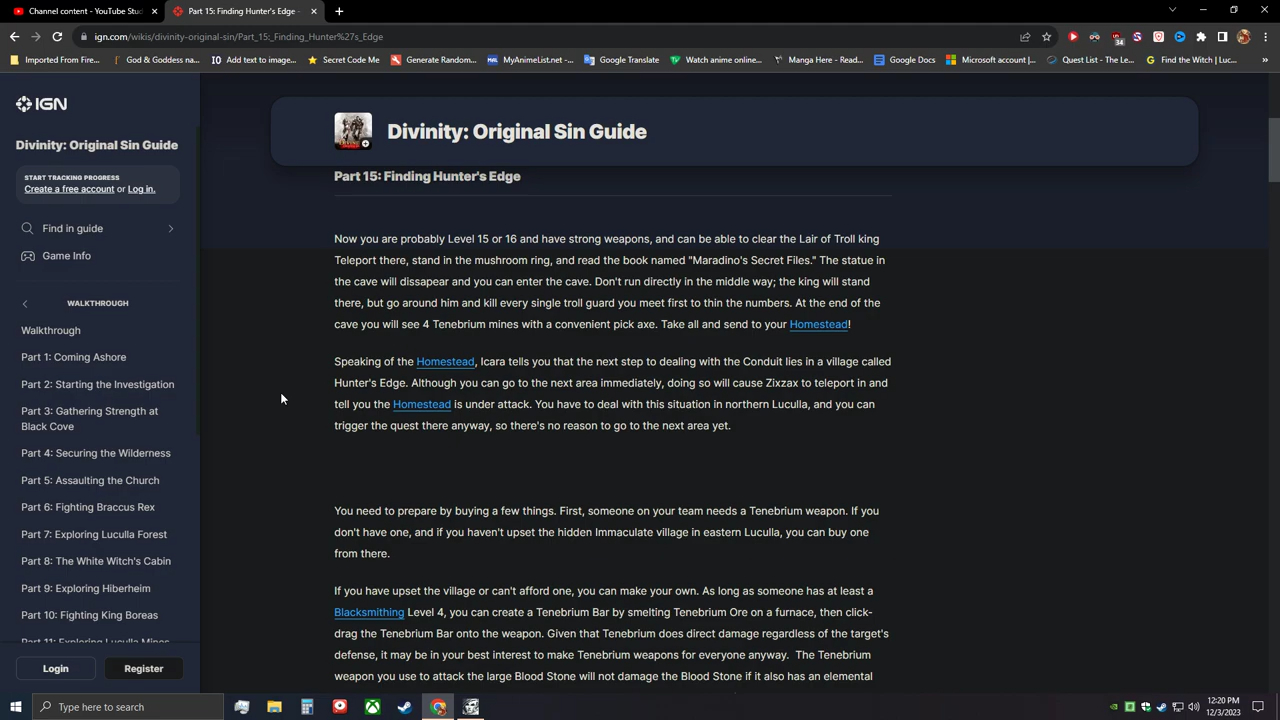 Channel content - YouTube Stud
Part 15: Finding Hunter's Edge -
ign.com/wikis/divinity-original-sin/Part_15:_Finding_Hunter%27s_Edge
34
Imported From Fire...
God & Goddess na...
IO
Add text to image...
Secret Code Me
Generate Random...
MAL
MyAnimeList.net -...
Google Translate
Watch anime online...
Manga Here - Read...
Google Docs
Microsoft account |...
Quest List - The Le...
Find the Witch | Luc...
»
IGN
Divinity: Original Sin Guide
START TRACKING PROGRESS
Create a free account or Log in.
Find in guide
Game Info
WALKTHROUGH
Walkthrough
Part 1: Coming Ashore
Part 2: Starting the Investigation
Part 3: Gathering Strength at
Black Cove
Part 4: Securing the Wilderness
Part 5: Assaulting the Church
Part 6: Fighting Braccus Rex
Part 7: Exploring Luculla Forest
Part 8: The White Witch's Cabin
Part 9: Exploring Hiberheim
Part 10: Fighting King Boreas
Part 11: Exploring Luculla Mines
Login
Register
Divinity: Original Sin Guide
Part 15: Finding Hunter's Edge
Now you are probably Level 15 or 16 and have strong weapons, and can be able to clear the Lair of Troll king
Teleport there, stand in the mushroom ring, and read the book named "Maradino's Secret Files." The statue in
the cave will dissapear and you can enter the cave. Don't run directly in the middle way; the king will stand
there, but go around him and kill every single troll guard you meet first to thin the numbers. At the end of the
cave you will see 4 Tenebrium mines with a convenient pick axe. Take all and send to your Homestead!
Speaking of the Homestead, Icara tells you that the next step to dealing with the Conduit lies in a village called
Hunter's Edge. Although you can go to the next area immediately, doing so will cause Zixzax to teleport in and
tell you the Homestead is under attack. You have to deal with this situation in northern Luculla, and you can
trigger the quest there anyway, so there's no reason to go to the next area yet.
You need to prepare by buying a few things. First, someone on your team needs a Tenebrium weapon. If you
don't have one, and if you haven't upset the hidden Immaculate village in eastern Luculla, you can buy one
from there.
If you have upset the village or can't afford one, you can make your own. As long as someone has at least a
Blacksmithing Level 4, you can create a Tenebrium Bar by smelting Tenebrium Ore on a furnace, then click-
drag the Tenebrium Bar onto the weapon. Given that Tenebrium does direct damage regardless of the target's
defense, it may be in your best interest to make Tenebrium weapons for everyone anyway. The Tenebrium
weapon you use to attack the large Blood Stone will not damage the Blood Stone if it also has an elemental
Type here to search
12:20 PM
12/3/2023